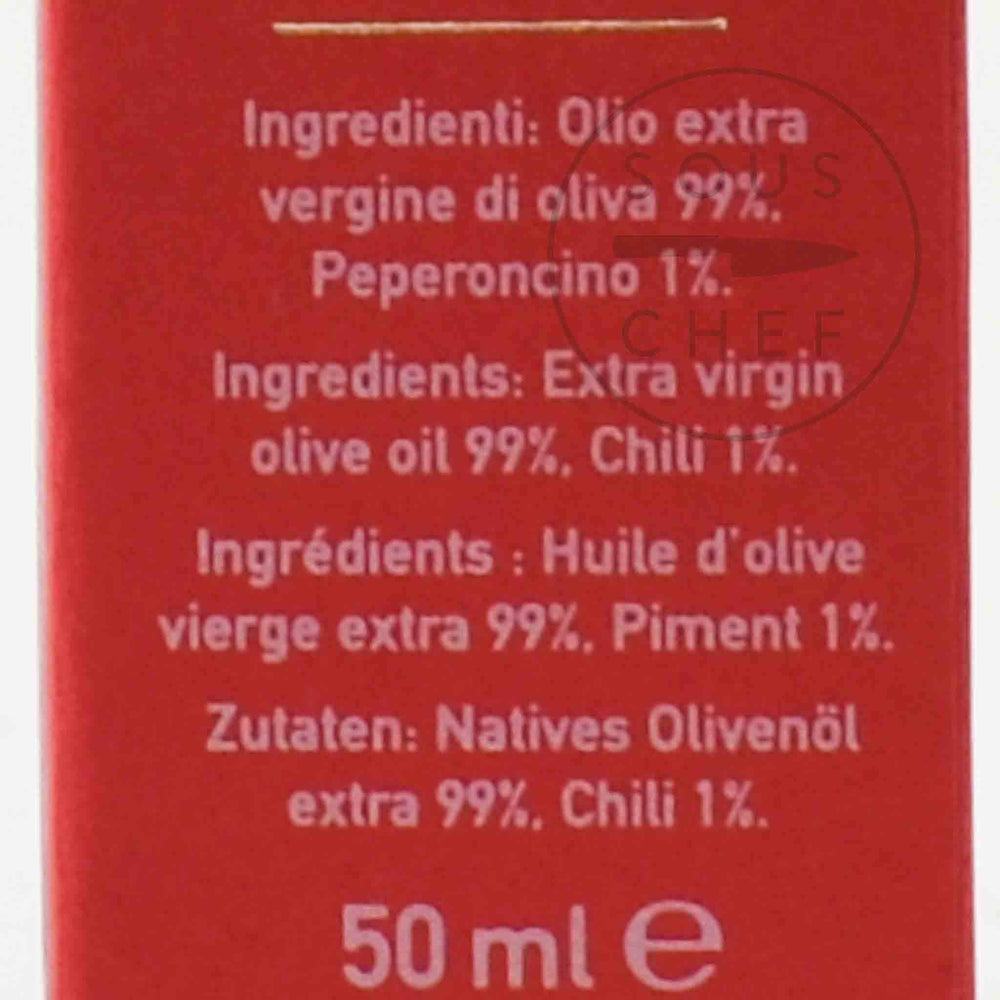 Ingredienti: Olio extra
vergine di oliva 99%,
Peperoncino 1%.
SOUS
CHEF
Ingredients: Extra virgin
olive oil 99%, Chili 1%.
Ingrédients : Huile d'olive
vierge extra 99%, Piment 1%.
Zutaten: Natives Olivenöl
extra 99%, Chili 1%.
50 ml e